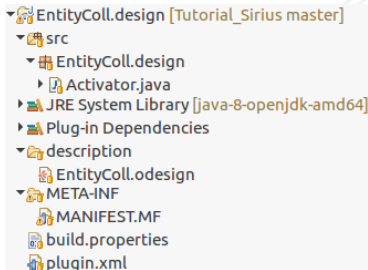 EntityColl.design [Tutorial_Sirius master]
src
EntityColl.design
Activator.java
JRE System Library [java-8-openjdk-amd64]
Plug-in Dependencies
description
EntityColl.odesign
META-INF
MANIFEST.MF
build.properties
plugin.xml